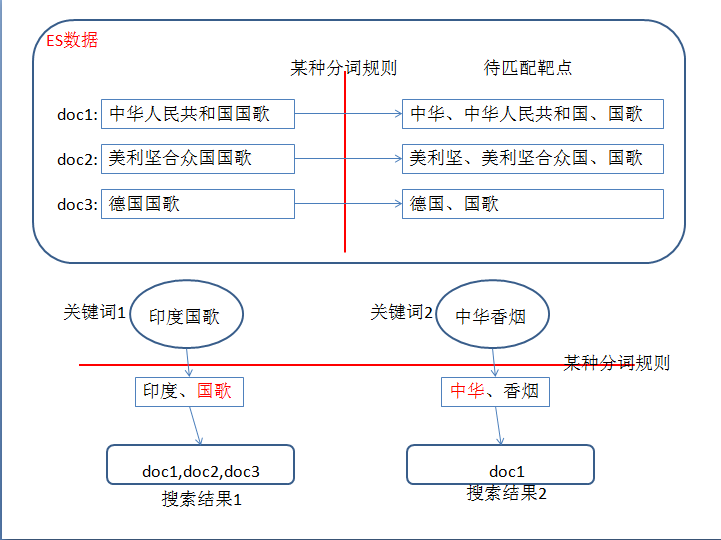 ES数据
某种分词规则
待匹配靶点
doc1: 中华人民共和国国歌
中华、中华人民共和国、国歌
doc2: 美利坚合众国国歌
美利坚、美利坚合众国、国歌
doc3: 德国国歌
德国、国歌
关键词1
印度国歌
关键词2
中华香烟
某种分词规则
印度、国歌
中华、香烟
doc1,doc2,doc3
doc1
搜索结果1
搜索结果2